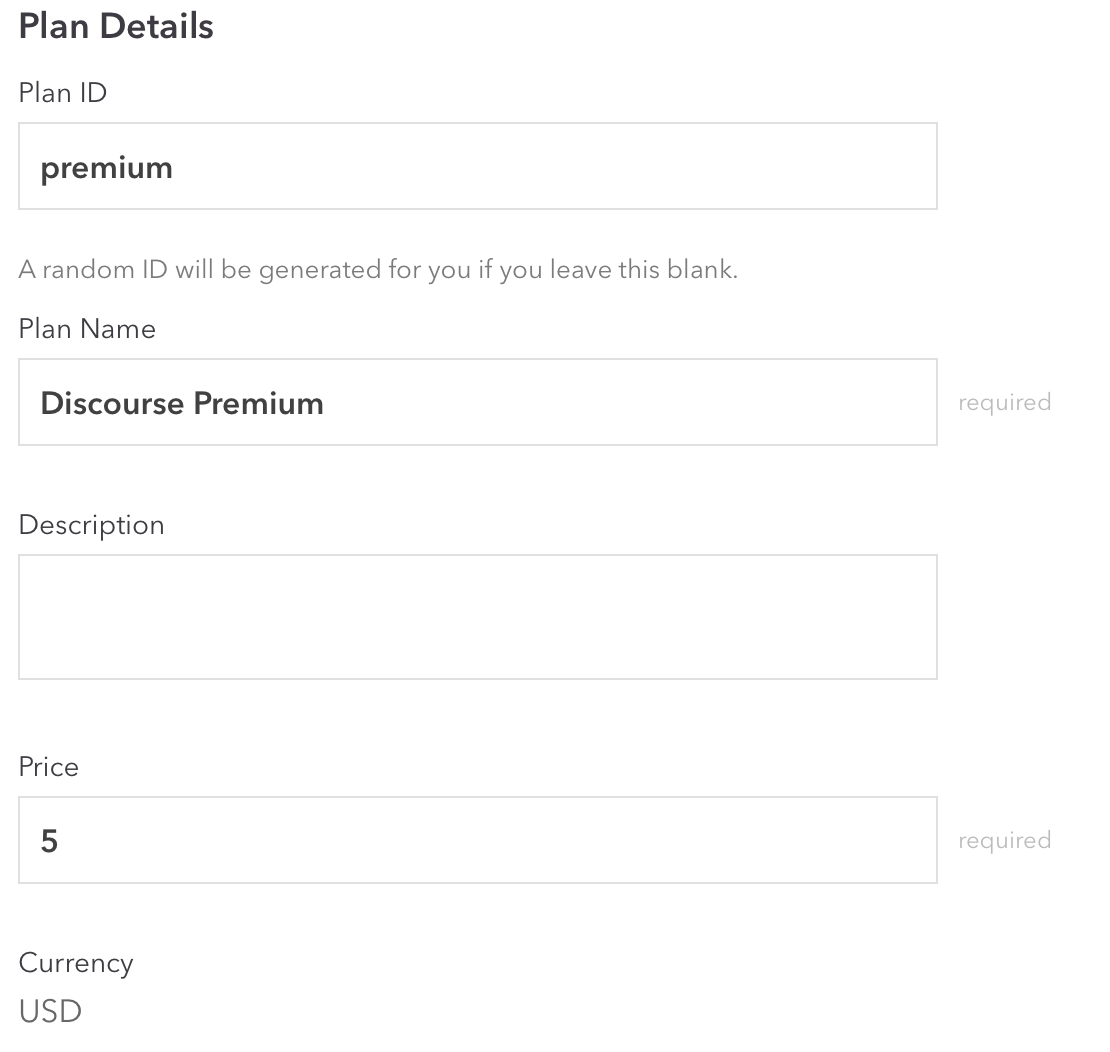 Plan Details
Plan ID
premium
A random ID will be generated for you if you leave this blank.
Plan Name
Discourse Premium
required
Description
Price
5
required
Currency
USD